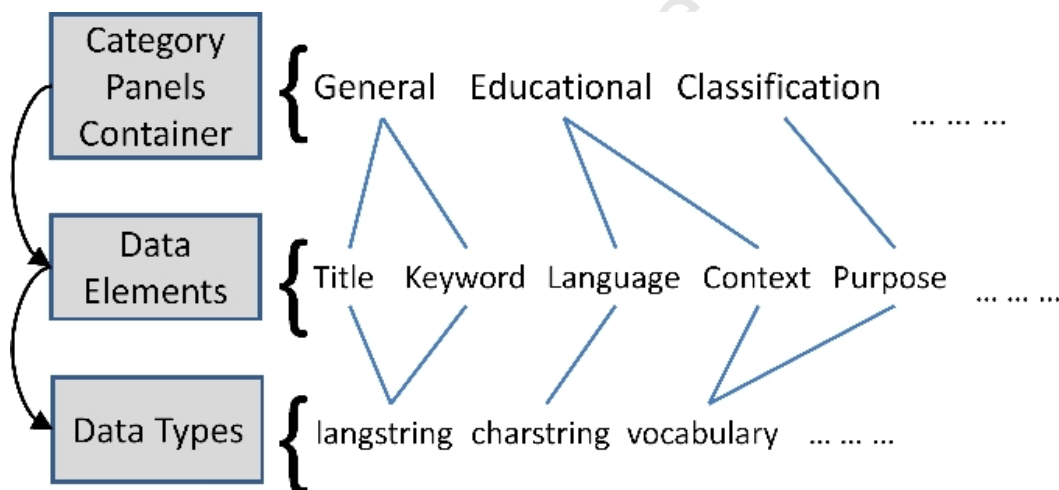 Category
Panels
Container
General Educational Classification
... ... ...
Data
Elements
Title Keyword Language Context Purpose
... ... ...
Data Types
langstring charstring vocabulary ... ... ...